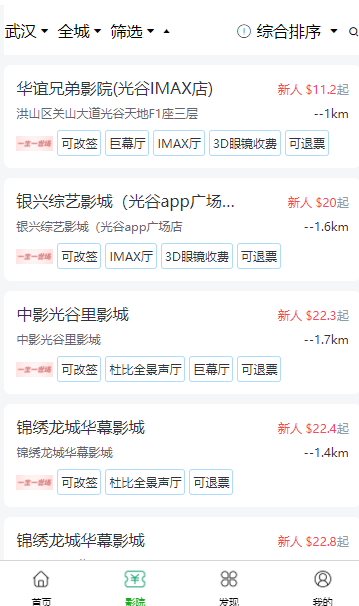 武汉 全城 筛选 综合排序
华谊兄弟影院(光谷IMAX店) 新人 $11.2起
洪山区关山大道光谷天地F1座三层 --1km
一生一世铺 可改签 巨幕厅 IMAX厅 3D眼镜收费 可退票
银兴综艺影城（光谷app广场... 新人 $20起
银兴综艺影城（光谷app广场店 --1.6km
可改签 IMAX厅 3D眼镜收费 可退票
中影光谷里影城 新人 $22.3起
中影光谷里影城 --1.7km
可改签 杜比全景声厅 巨幕厅 可退票
锦绣龙城华幕影城 新人 $22.4起
锦绣龙城华幕影城 --1.4km
可改签 杜比全景声厅 可退票
锦绣龙城华幕影城 新人 $22.8起
首页 影院 发现 我的